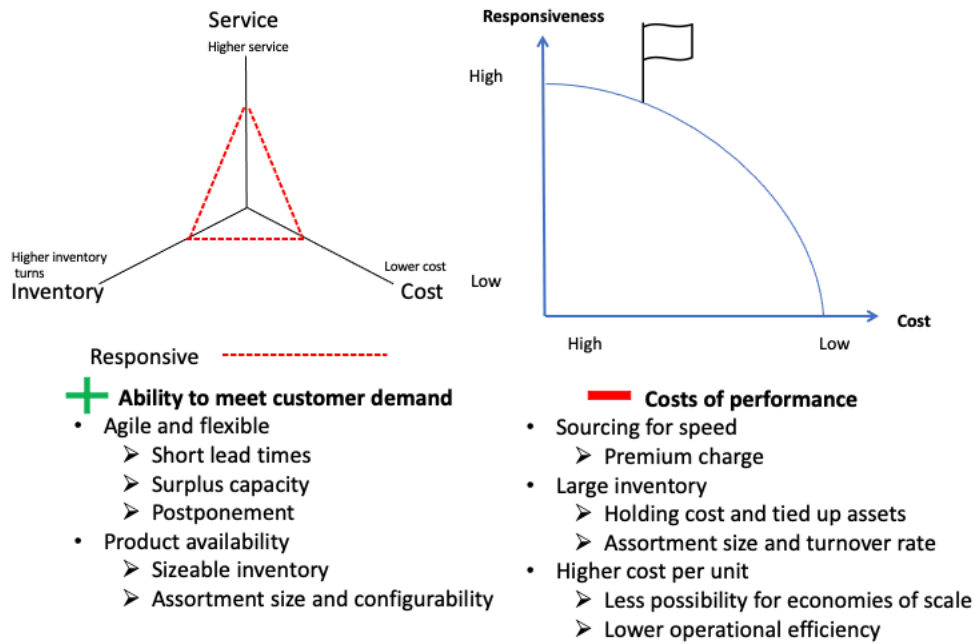 Service
Higher service
Higher inventory
turns
Inventory
Lower cost
Cost
Responsiveness
High
Low
High
Low
Cost
Responsive
Ability to meet customer demand
• Agile and flexible
➢ Short lead times
➢ Surplus capacity
➢ Postponement
• Product availability
➢ Sizeable inventory
➢ Assortment size and configurability
Costs of performance
• Sourcing for speed
➢ Premium charge
• Large inventory
➢ Holding cost and tied up assets
➢ Assortment size and turnover rate
• Higher cost per unit
➢ Less possibility for economies of scale
➢ Lower operational efficiency